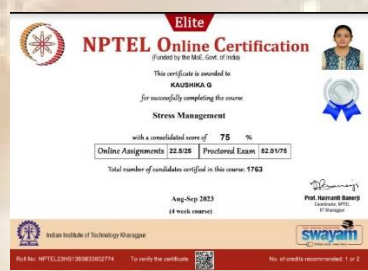 Elite
NPTEL Online Certification
(Funded by the MoE, Govt. of India)
This certificate is awarded to
KAUSHIKA G
for successfully completing the course
Stress Management
with a consolidated score of 75 %
Online Assignments 22.5/25 Proctored Exam 52.01/75
Total number of candidates certified in this course: 1763
Aug-Sep 2023
(4 week course)
Prof. Haimanti Banerji
Coordinator, NPTEL
IIT Kharagpur
Indian Institute of Technology Kharagpur
swayam
Roll No: To verify the certificate No. of credits recommended: 1 or 2